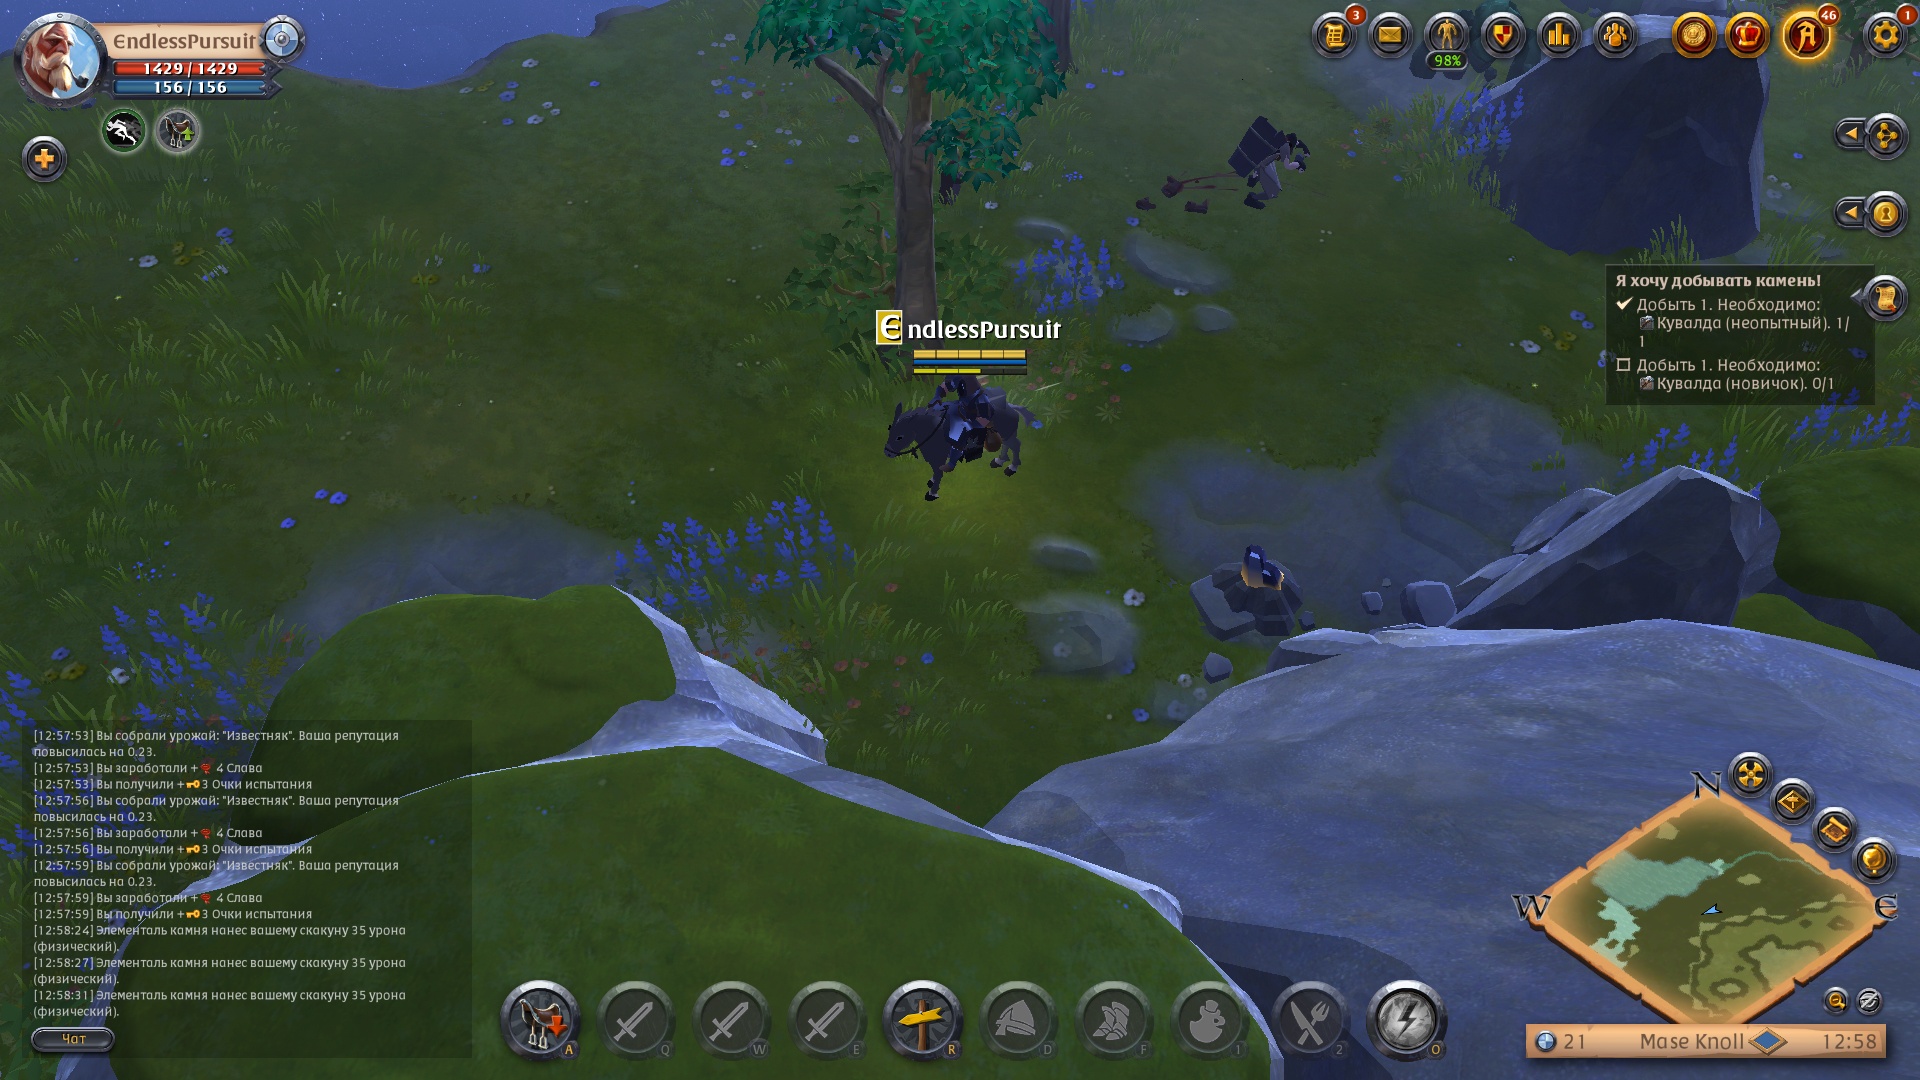 EndlessPursuit
1429 / 1429
156 / 156
3
98%
46
1
Я хочу добывать камень!
Добыть 1. Необходимо:
Кувалда (неопытный). 1/
1
Добыть 1. Необходимо:
Кувалда (новичок). 0/1
EndlessPursuit
[12:57:53] Вы собрали урожай: "Известняк". Ваша репутация
повысилась на 0.23.
[12:57:53] Вы заработали + 4 Слава
[12:57:53] Вы получили + 3 Очки испытания
[12:57:56] Вы собрали урожай: "Известняк". Ваша репутация
повысилась на 0.23.
[12:57:56] Вы заработали + 4 Слава
[12:57:56] Вы получили + 3 Очки испытания
[12:57:59] Вы собрали урожай: "Известняк". Ваша репутация
повысилась на 0.23.
[12:57:59] Вы заработали + 4 Слава
[12:57:59] Вы получили + 3 Очки испытания
[12:58:24] Элементаль камня нанес вашему скакуну 35 урона
(физический).
[12:58:27] Элементаль камня нанес вашему скакуну 35 урона
(физический).
[12:58:31] Элементаль камня нанес вашему скакуну 35 урона
(физический).
Чат
A Q W E R D F 1 2 O
N
W E
21 Mase Knoll 12:58